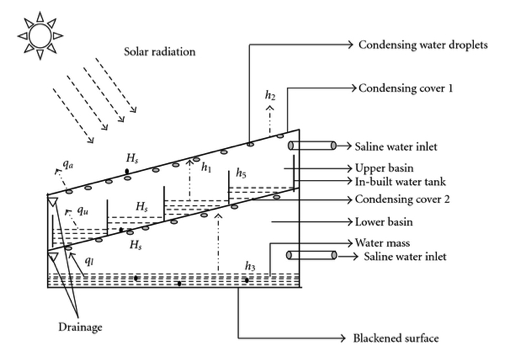 Solar radiation
Condensing water droplets
h2
Condensing cover 1
Saline water inlet
Hs
qa
h1
h5
Upper basin
In-built water tank
Condensing cover 2
qu
Hs
Hs
Lower basin
Water mass
Saline water inlet
ql
h3
Drainage
Blackened surface